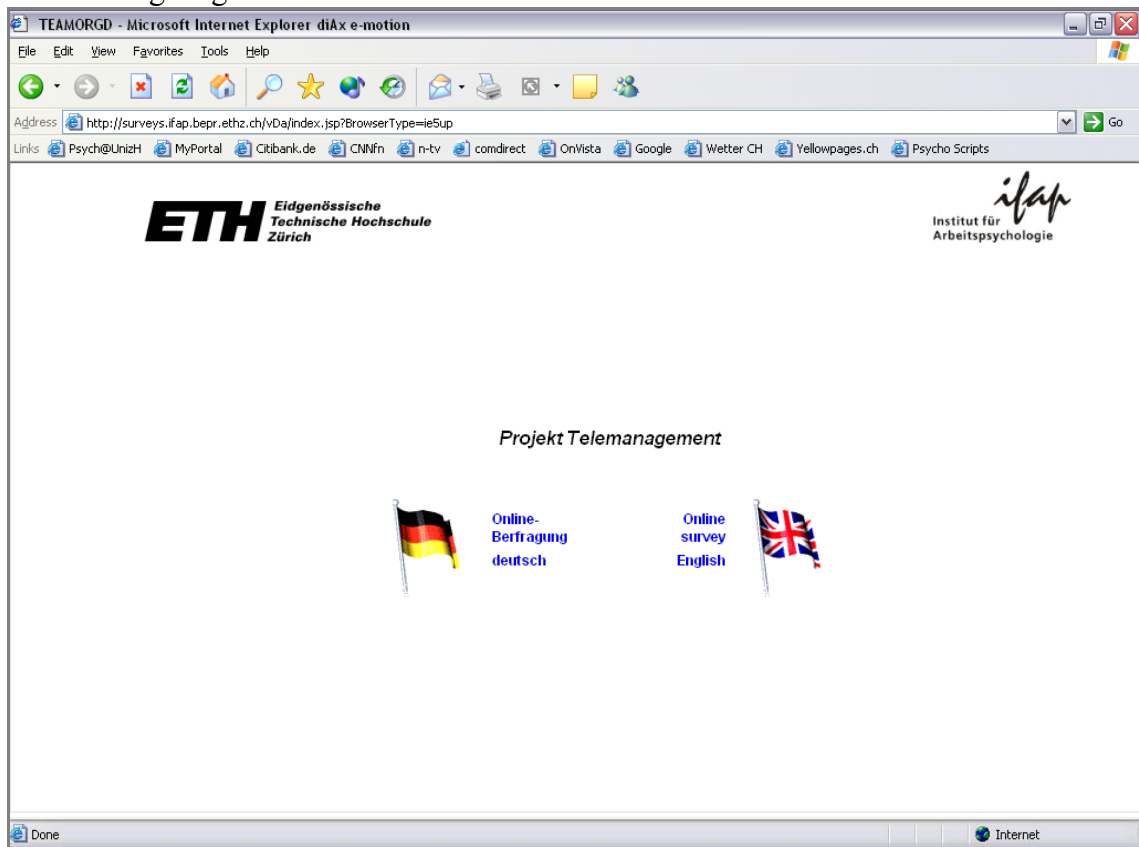 TEAMORGD - Microsoft Internet Explorer diAx e-motion
File Edit View Favorites Tools Help
Address http://surveys.ifap.bepr.ethz.ch/vDa/index.jsp?BrowserType=ie5up Go
Links Psych@UnizH MyPortal Citibank.de CNNfn n-tv comdirect OnVista Google Wetter CH Yellowpages.ch Psycho Scripts
ETH Eidgenössische
Technische Hochschule
Zürich
ifap
Institut für
Arbeitspsychologie
Projekt Telemanagement
Online-
Berfragung
deutsch
Online
survey
English
Done Internet